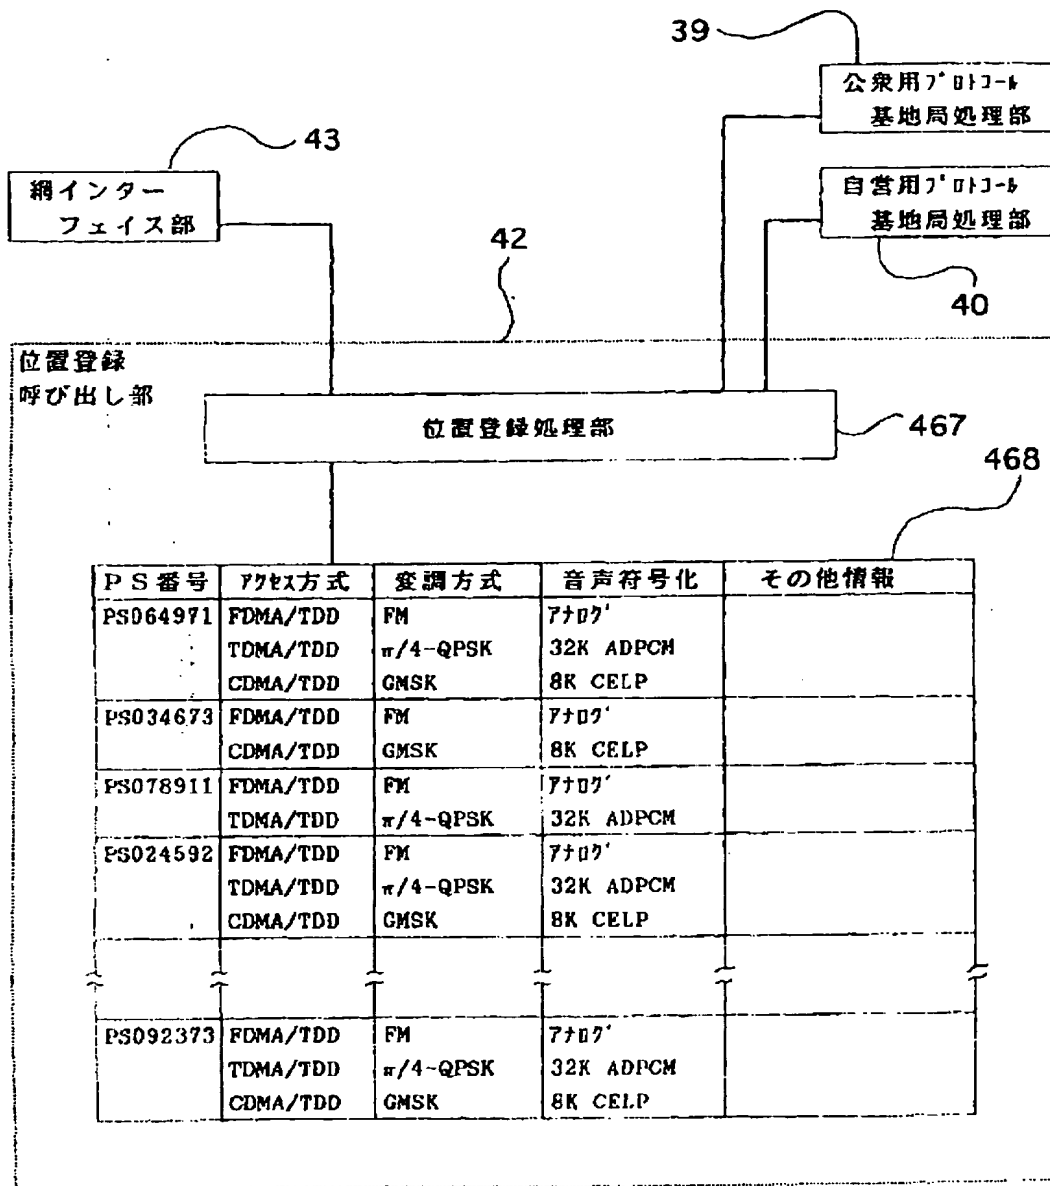 39
公衆用プロトコール
基地局処理部
43
網インター
フェイス部
自営用プロトコール
基地局処理部
42
40
位置登録
呼び出し部
位置登録処理部
467
468
PS番号 アクセス方式 変調方式 音声符号化 その他情報
PS064971 FDMA/TDD FM アナログ
TDMA/TDD π/4-QPSK 32K ADPCM
CDMA/TDD GMSK 8K CELP
PS034673 FDMA/TDD FM アナログ
CDMA/TDD GMSK 8K CELP
PS078911 FDMA/TDD FM アナログ
TDMA/TDD π/4-QPSK 32K ADPCM
PS024592 FDMA/TDD FM アナログ
TDMA/TDD π/4-QPSK 32K ADPCM
CDMA/TDD GMSK 8K CELP
PS092373 FDMA/TDD FM アナログ
TDMA/TDD π/4-QPSK 32K ADPCM
CDMA/TDD GMSK 8K CELP